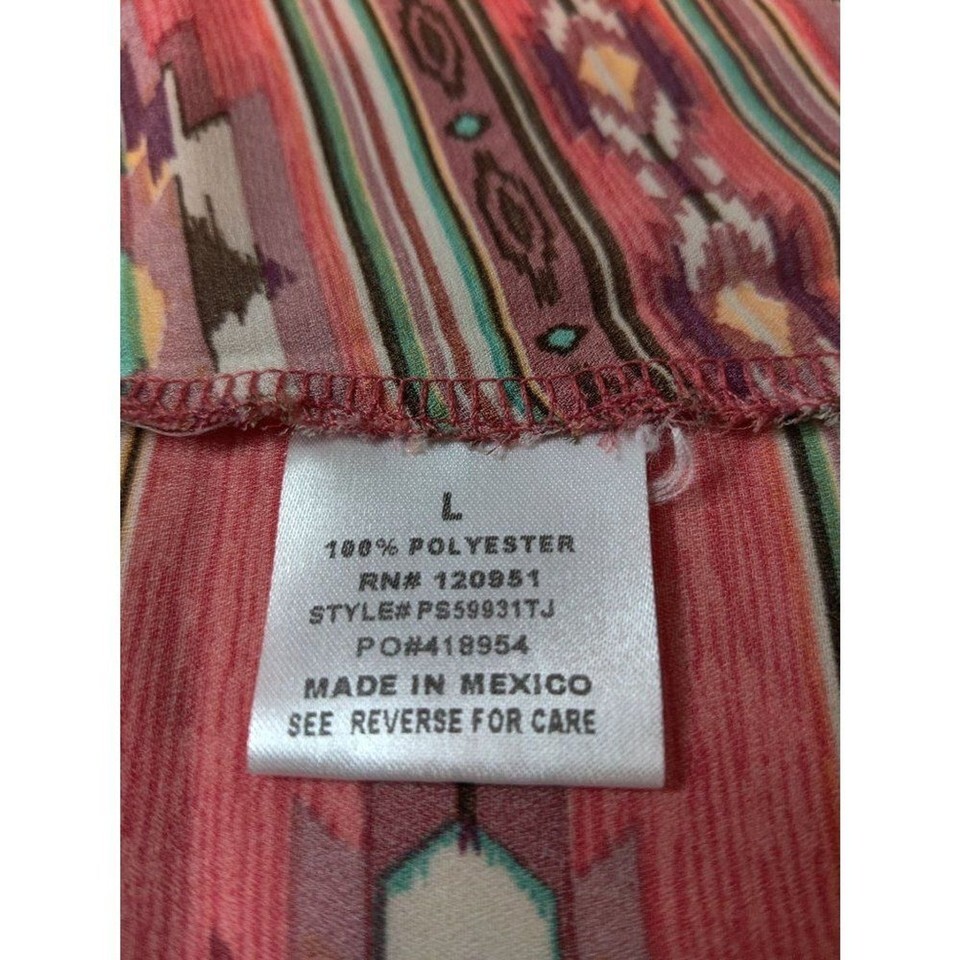 L
100% POLYESTER
RN# 120951
STYLE# PS59931TJ
PO#418954
MADE IN MEXICO
SEE REVERSE FOR CARE